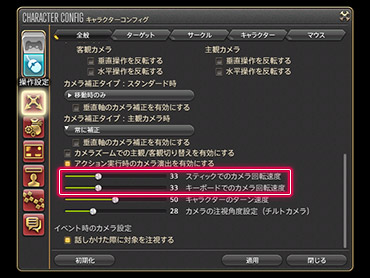 CHARACTER CONFIG キャラクターコンフィグ
操作設定
全般 ターゲット サークル キャラクター マウス
客観カメラ 主観カメラ
垂直操作を反転する 垂直操作を反転する
水平操作を反転する 水平操作を反転する
カメラ補正タイプ：スタンダード時
移動時のみ
垂直軸のカメラ補正を有効にする
カメラ補正タイプ：主観カメラ時
常に補正
垂直軸のカメラ補正を有効にする
カメラズームでの主観/客観切り替えを有効にする
アクション実行時のカメラ演出を有効にする
33 スティックでのカメラ回転速度
33 キーボードでのカメラ回転速度
50 キャラクターのターン速度
28 カメラの注視角度設定（チルトカメラ）
イベント時のカメラ設定
話しかけた際に対象を注視する
初期化 適用 閉じる